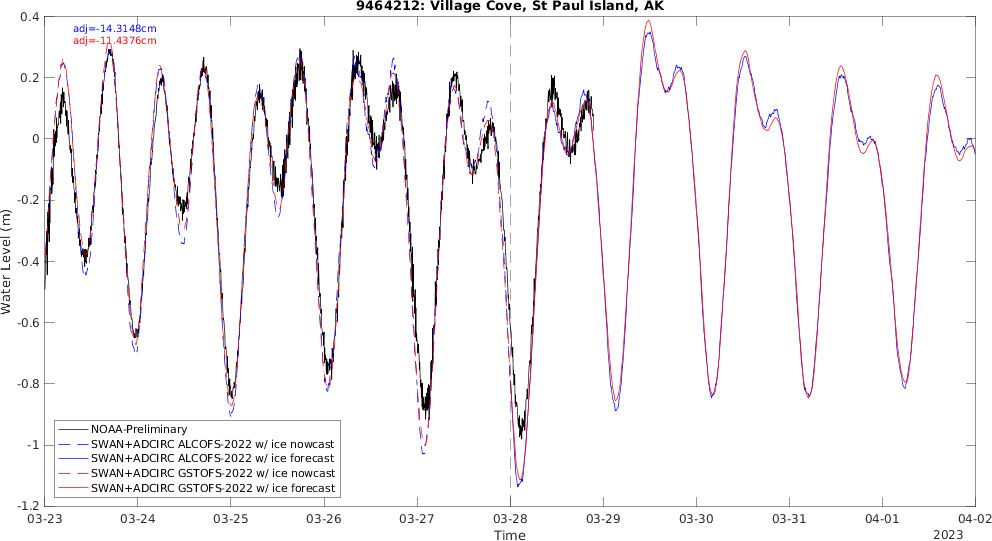 9464212: Village Cove, St Paul Island, AK
adj=-14.3148cm
adj=-11.4376cm
Water Level (m)
0.4
0.2
0
-0.2
-0.4
-0.6
-0.8
-1
-1.2
NOAA-Preliminary
SWAN+ADCIRC ALCOFS-2022 w/ ice nowcast
SWAN+ADCIRC ALCOFS-2022 w/ ice forecast
SWAN+ADCIRC GSTOFS-2022 w/ ice nowcast
SWAN+ADCIRC GSTOFS-2022 w/ ice forecast
03-23 03-24 03-25 03-26 03-27 03-28 03-29 03-30 03-31 04-01 04-02
Time
2023